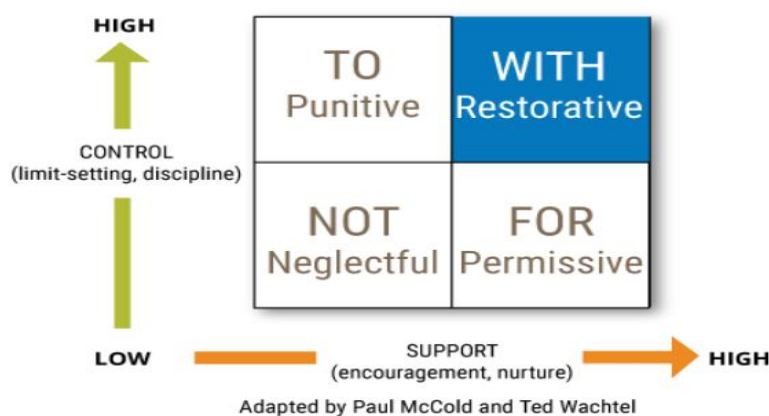 HIGH
TO
Punitive
WITH
Restorative
CONTROL
(limit-setting, discipline)
NOT
Neglectful
FOR
Permissive
LOW
SUPPORT
(encouragement, nurture)
HIGH
Adapted by Paul McCold and Ted Wachtel